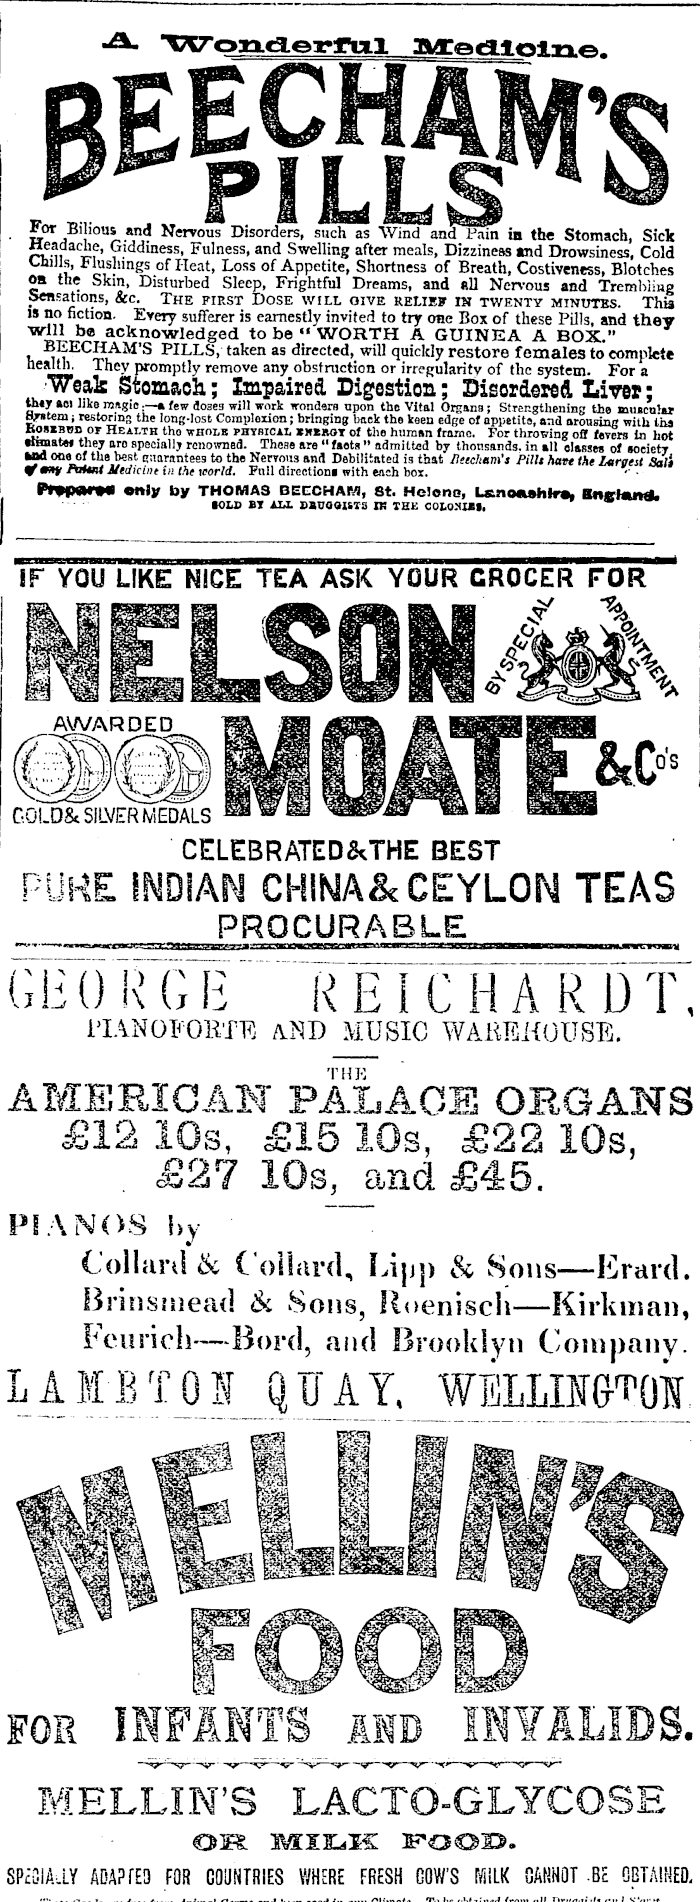 A Wonderful Medicine.
BEECHAM'S
PILLS
For Bilious and Nervous Disorders, such as Wind and Pain in the Stomach, Sick
Headache, Giddiness, Fulness, and Swelling after meals, Dizziness and Drowsiness, Cold
Chills, Flushings of Heat, Loss of Appetite, Shortness of Breath, Costiveness, Blotches
on the Skin, Disturbed Sleep, Frightful Dreams, and all Nervous and Trembling
Sensations, &c. THE FIRST DOSE WILL GIVE RELIEF IN TWENTY MINUTES. This
is no fiction. Every sufferer is earnestly invited to try one Box of these Pills, and they
will be acknowledged to be "WORTH A GUINEA A BOX."
BEECHAM'S PILLS, taken as directed, will quickly restore females to complete
health. They promptly remove any obstruction or irregularity of the system. For a
Weak Stomach; Impaired Digestion; Disordered Liver;
they act like magic:—a few doses will work wonders upon the Vital Organs; Strengthening the muscular
System; restoring the long-lost Complexion; bringing back the keen edge of appetite, and arousing with the
ROSEBUD OF HEALTH the WHOLE PHYSICAL ENERGY of the human frame. For throwing off fevers in hot
climates they are specially renowned. These are "facts" admitted by thousands, in all classes of society
and one of the best guarantees to the Nervous and Debilitated is that Beecham's Pills have the Largest Sale
of any Patent Medicine in the world. Full directions with each box.
Prepared only by THOMAS BEECHAM, St. Helens, Lancashire, England.
SOLD BY ALL DRUGGISTS IN THE COLONIES.
IF YOU LIKE NICE TEA ASK YOUR GROCER FOR
NELSON
BY SPECIAL APPOINTMENT
AWARDED
MOATE & Co's
GOLD & SILVER MEDALS
CELEBRATED & THE BEST
PURE INDIAN CHINA & CEYLON TEAS
PROCURABLE
GEORGE REICHARDT,
PIANOFORTE AND MUSIC WAREHOUSE.
THE
AMERICAN PALACE ORGANS
£12 10s, £15 10s, £22 10s,
£27 10s, and £45.
PIANOS by
Collard & Collard, Lipp & Sons—Erard.
Brinsmead & Sons, Roenisch—Kirkman,
Feurich—Bord, and Brooklyn Company.
LAMBTON QUAY, WELLINGTON
MELLIN'S
FOOD
FOR INFANTS AND INVALIDS.
MELLIN'S LACTO-GLYCOSE
OR MILK FOOD.
SPECIALLY ADAPTED FOR COUNTRIES WHERE FRESH COW'S MILK CANNOT BE OBTAINED.